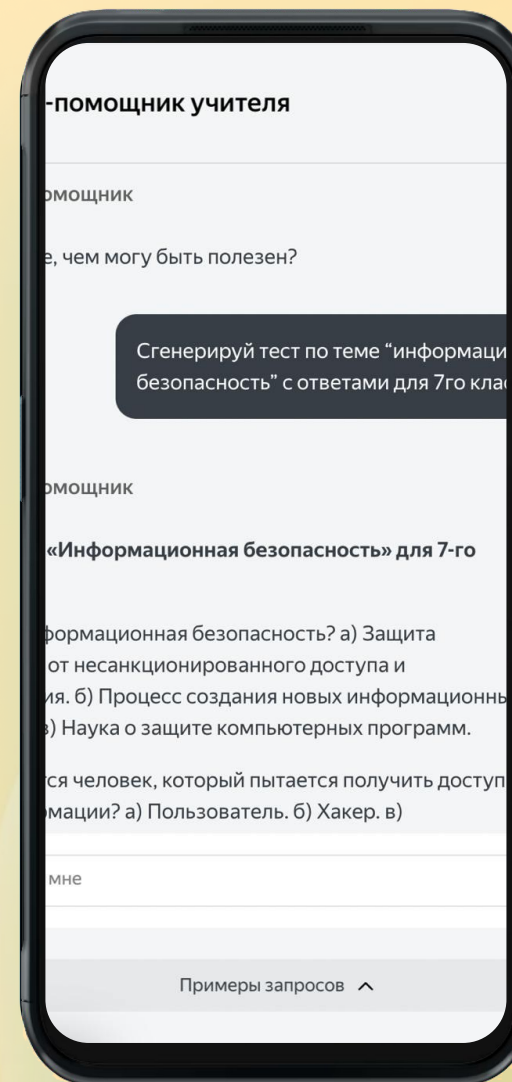 -помощник учителя
омощник
е, чем могу быть полезен?
Сгенерируй тест по теме “информаци
безопасность” с ответами для 7го клас
омощник
«Информационная безопасность» для 7-го
формационная безопасность? а) Защита
от несанкционированного доступа и
ия. б) Процесс создания новых информационны
в) Наука о защите компьютерных программ.
тся человек, который пытается получить доступ
рмации? а) Пользователь. б) Хакер. в)
мне
Примеры запросов